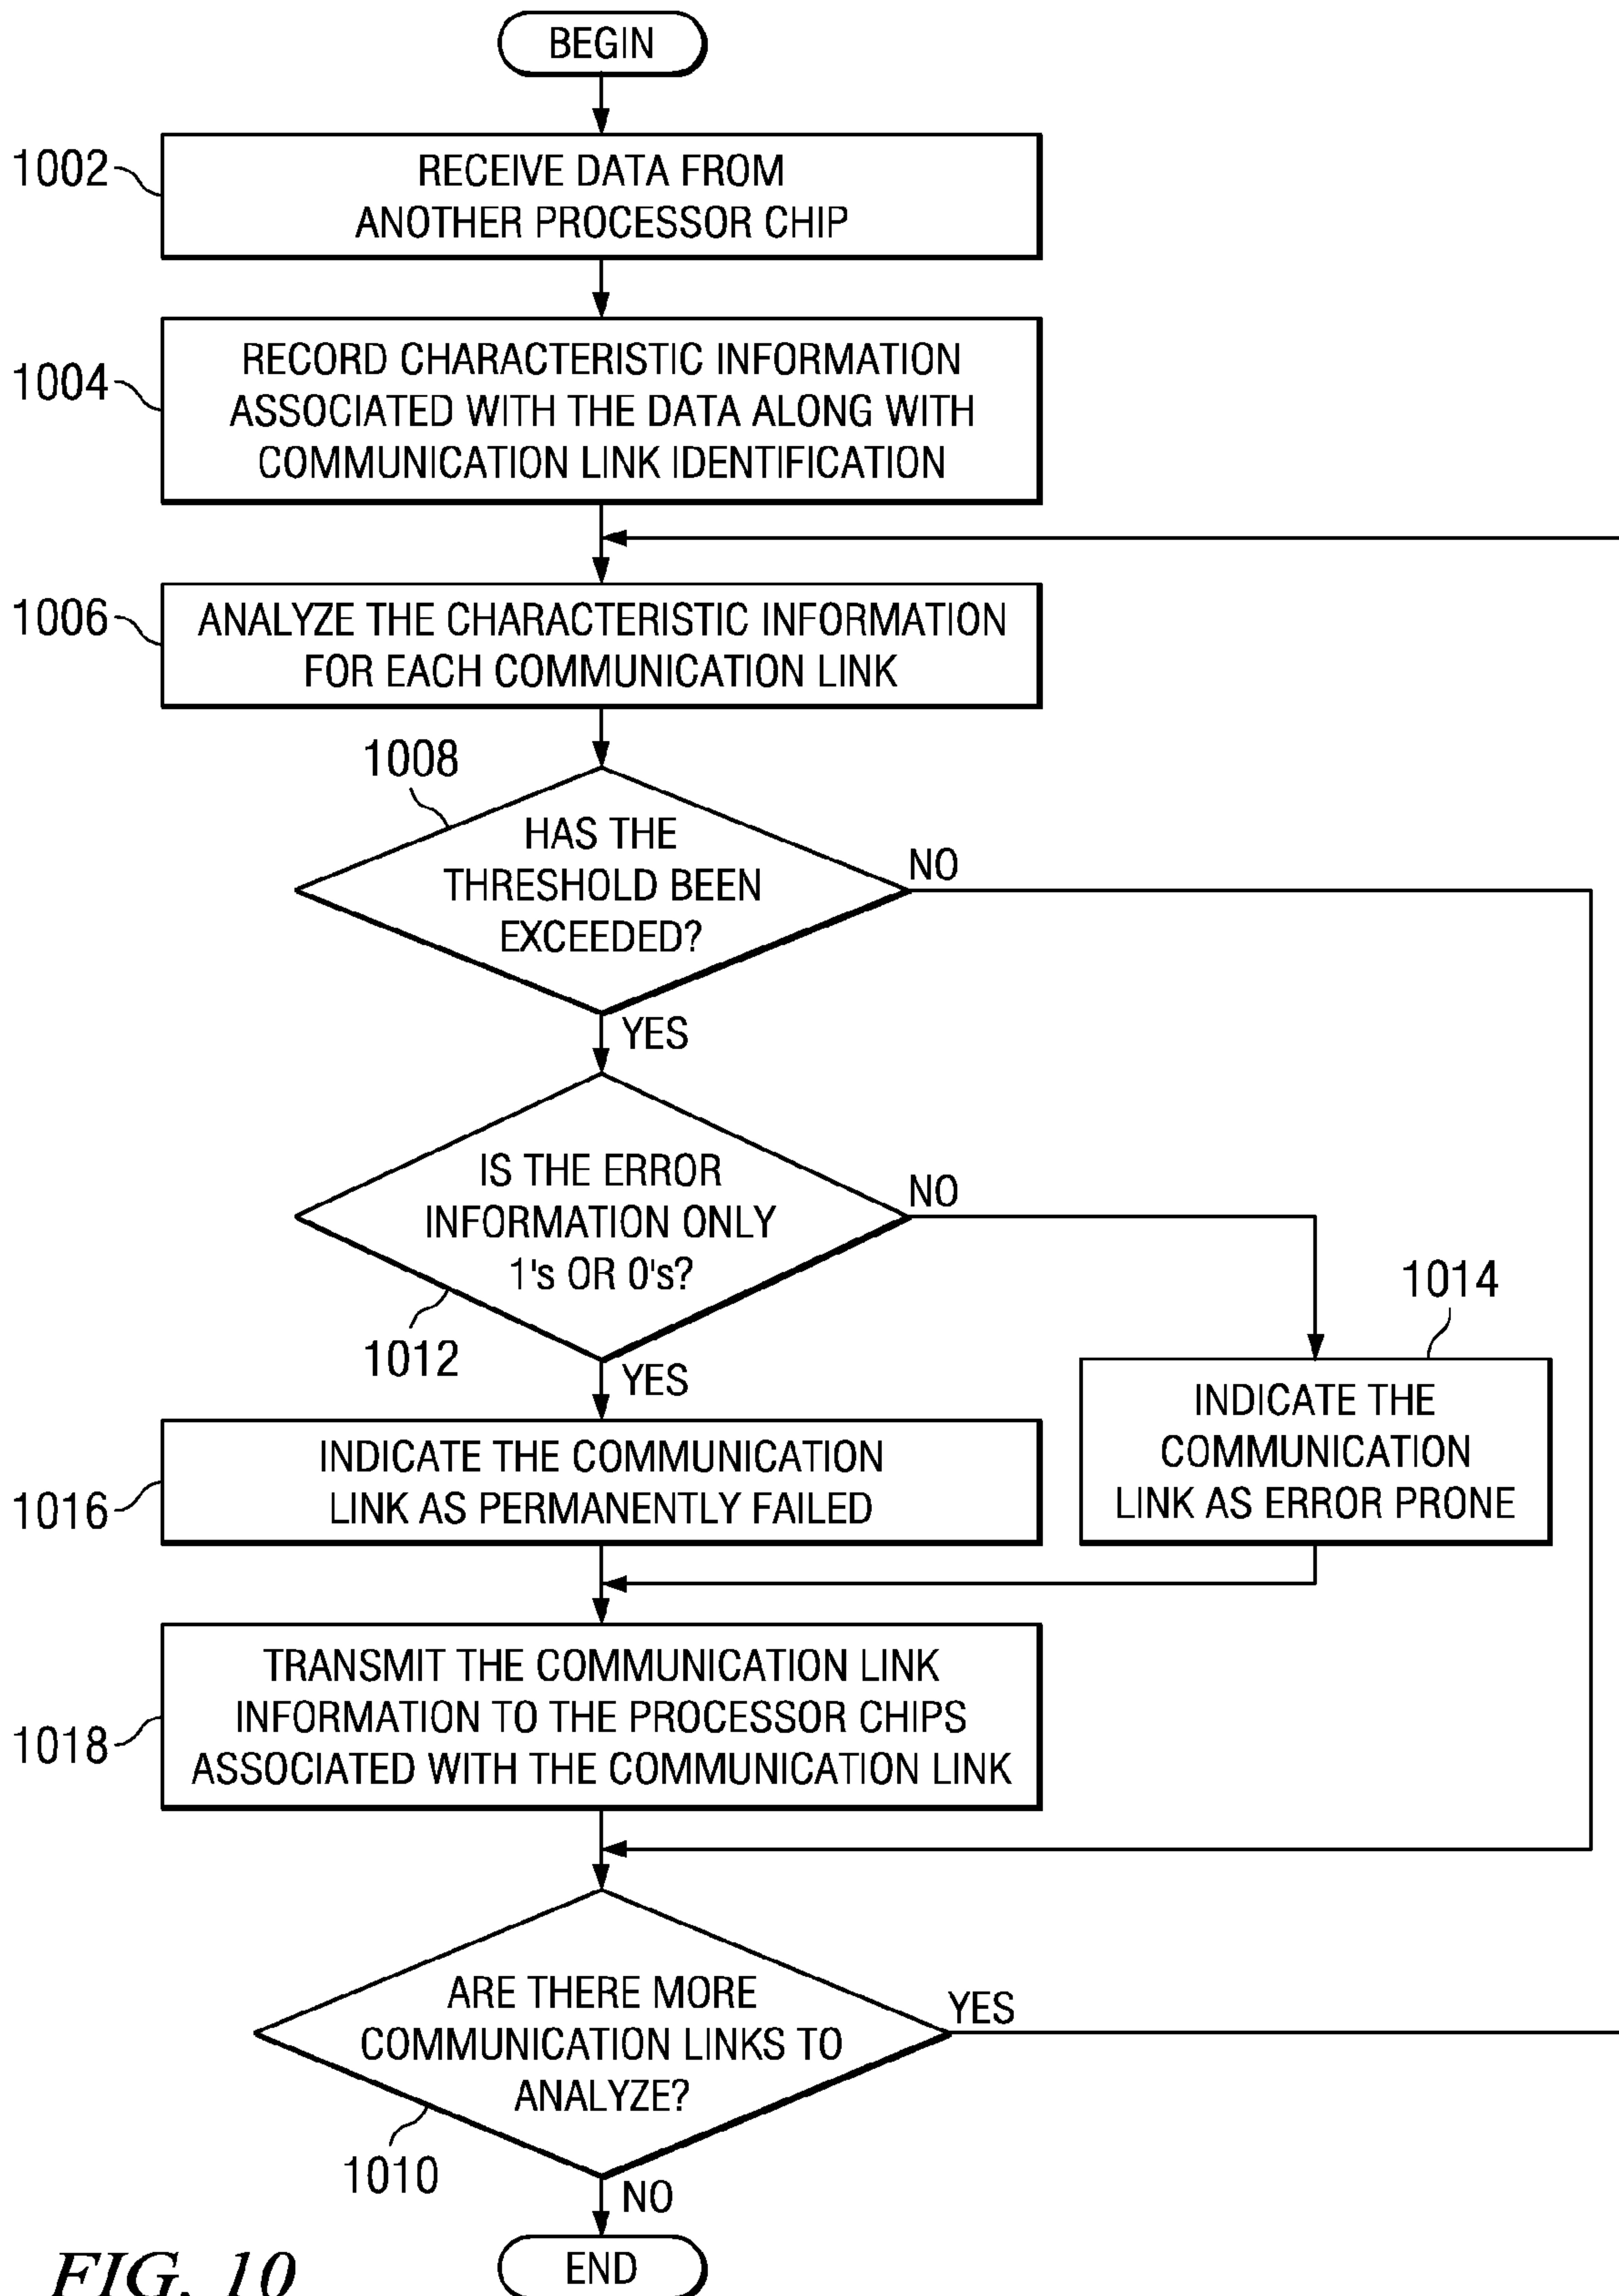 BEGIN
1002
RECEIVE DATA FROM
ANOTHER PROCESSOR CHIP
1004
RECORD CHARACTERISTIC INFORMATION
ASSOCIATED WITH THE DATA ALONG WITH
COMMUNICATION LINK IDENTIFICATION
1006
ANALYZE THE CHARACTERISTIC INFORMATION
FOR EACH COMMUNICATION LINK
1008
HAS THE
THRESHOLD BEEN
EXCEEDED?
NO
YES
IS THE ERROR
INFORMATION ONLY
1's OR 0's?
NO
1012
YES
1014
INDICATE THE
COMMUNICATION
LINK AS ERROR PRONE
1016
INDICATE THE COMMUNICATION
LINK AS PERMANENTLY FAILED
1018
TRANSMIT THE COMMUNICATION LINK
INFORMATION TO THE PROCESSOR CHIPS
ASSOCIATED WITH THE COMMUNICATION LINK
ARE THERE MORE
COMMUNICATION LINKS TO
ANALYZE?
YES
1010
NO
END
FIG. 10